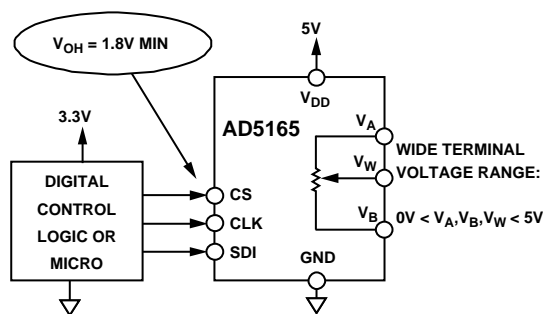 V_OH = 1.8V MIN
5V
V_DD
3.3V
AD5165
V_A
WIDE TERMINAL
V_W
VOLTAGE RANGE:
DIGITAL
CONTROL
LOGIC OR
MICRO
CS
CLK
SDI
V_B
0V < V_A,V_B,V_W < 5V
GND